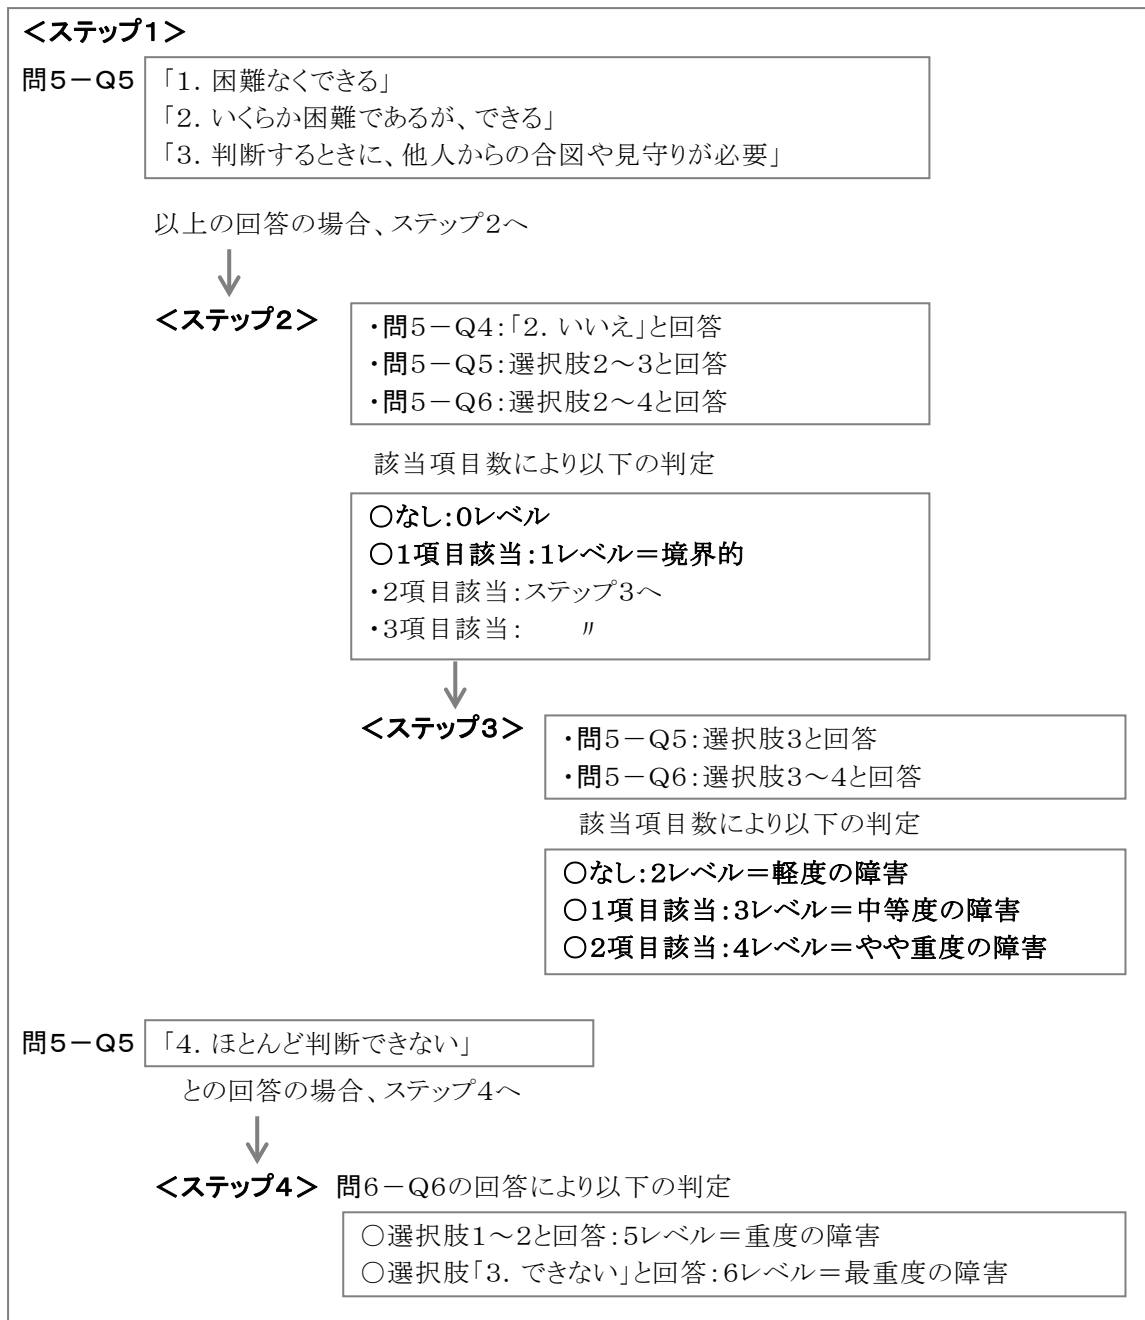 ＜ステップ１＞
問５－Ｑ５
「１．困難なくできる」
「２．いくらか困難であるが、できる」
「３．判断するときに、他人からの合図や見守りが必要」
以上の回答の場合、ステップ２へ
＜ステップ２＞
・問５－Ｑ４：「２．いいえ」と回答
・問５－Ｑ５：選択肢２～３と回答
・問５－Ｑ６：選択肢２～４と回答
該当項目数により以下の判定
○なし：０レベル
○１項目該当：１レベル＝境界的
・２項目該当：ステップ３へ
・３項目該当：　　〃
＜ステップ３＞
・問５－Ｑ５：選択肢３と回答
・問５－Ｑ６：選択肢３～４と回答
該当項目数により以下の判定
○なし：２レベル＝軽度の障害
○１項目該当：３レベル＝中等度の障害
○２項目該当：４レベル＝やや重度の障害
問５－Ｑ５
「４．ほとんど判断できない」
との回答の場合、ステップ４へ
＜ステップ４＞ 問６－Ｑ６の回答により以下の判定
○選択肢１～２と回答：５レベル＝重度の障害
○選択肢「３．できない」と回答：６レベル＝最重度の障害